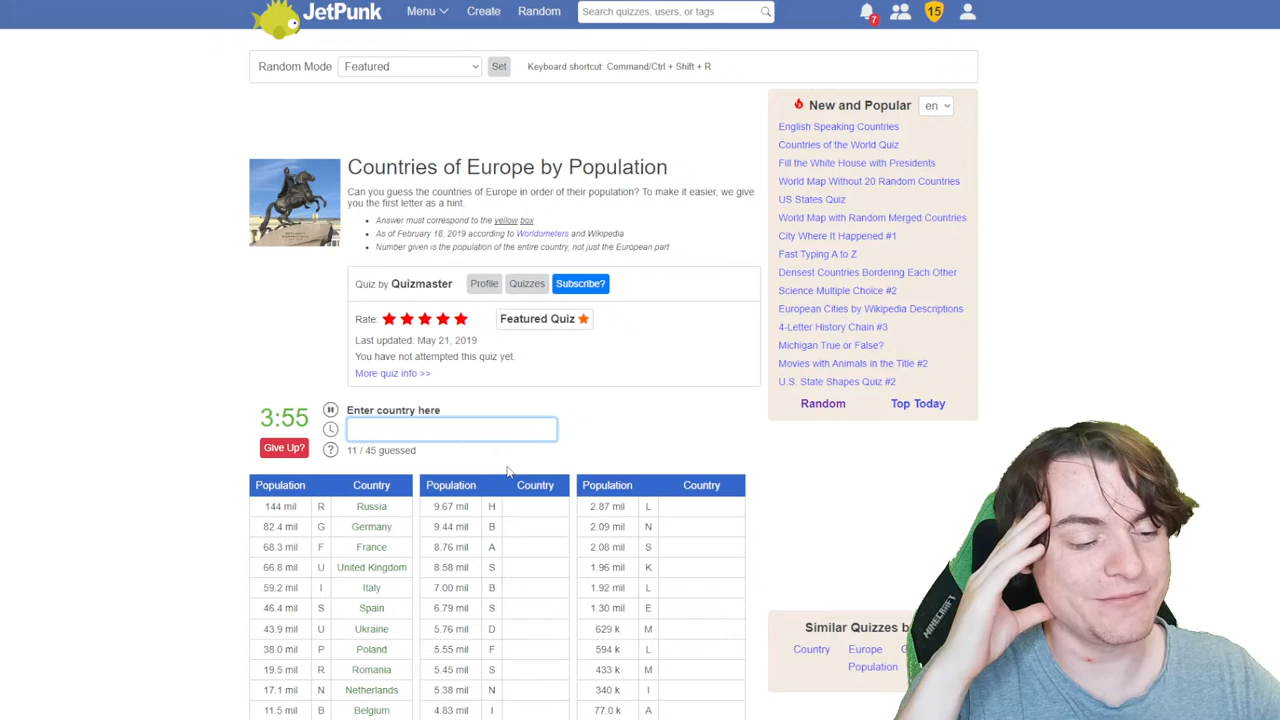 JetPunk
Menu Create Random Search quizzes, users, or tags 7 15
Random Mode Featured Set Keyboard shortcut: Command/Ctrl + Shift + R
Countries of Europe by Population
Can you guess the countries of Europe in order of their population? To make it easier, we give
you the first letter as a hint.
Answer must correspond to the yellow box
As of February 18, 2019 according to Worldometers and Wikipedia
Number given is the population of the entire country, not just the European part
Quiz by Quizmaster Profile Quizzes Subscribe?
Rate: Featured Quiz
Last updated: May 21, 2019
You have not attempted this quiz yet.
More quiz info >>
3:55
Give Up?
Enter country here
11 / 45 guessed
Population Country Population Country Population Country
144 mil R Russia 9.67 mil H 2.87 mil L
82.4 mil G Germany 9.44 mil B 2.09 mil N
68.3 mil F France 8.76 mil A 2.08 mil S
66.8 mil U United Kingdom 8.58 mil S 1.96 mil K
59.2 mil I Italy 7.00 mil B 1.92 mil L
46.4 mil S Spain 6.79 mil S 1.30 mil E
43.9 mil U Ukraine 5.76 mil D 629 k M
38.0 mil P Poland 5.55 mil F 594 k L
19.5 mil R Romania 5.45 mil S 433 k M
17.1 mil N Netherlands 5.38 mil N 340 k I
11.5 mil B Belgium 4.83 mil I 77.0 k A
New and Popular en
English Speaking Countries
Countries of the World Quiz
Fill the White House with Presidents
World Map Without 20 Random Countries
US States Quiz
World Map with Random Merged Countries
City Where It Happened #1
Fast Typing A to Z
Densest Countries Bordering Each Other
Science Multiple Choice #2
European Cities by Wikipedia Descriptions
4-Letter History Chain #3
Michigan True or False?
Movies with Animals in the Title #2
U.S. State Shapes Quiz #2
Random Top Today
Similar Quizzes b
Country Europe
Population
MINECRAFT